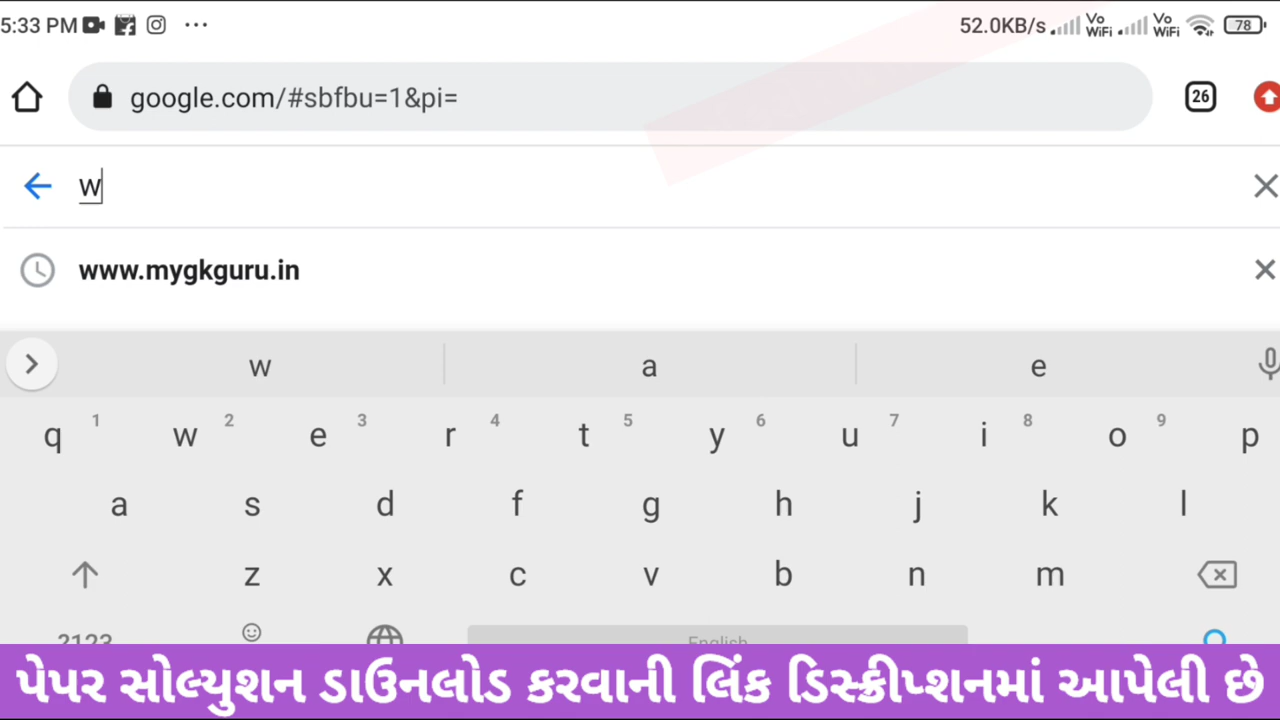 5:33 PM ... 52.0KB/s Vo WiFi Vo WiFi 78
google.com/#sbfbu=1&pi= 26
w
www.mygkguru.in
w a e
q 1 w 2 e 3 r 4 t 5 y 6 u 7 i 8 o 9 p
a s d f g h j k l
z x c v b n m
English
પેપર સોલ્યુશન ડાઉનલોડ કરવાની લિંક ડિસ્ક્રીપ્શનમાં આપેલી છે